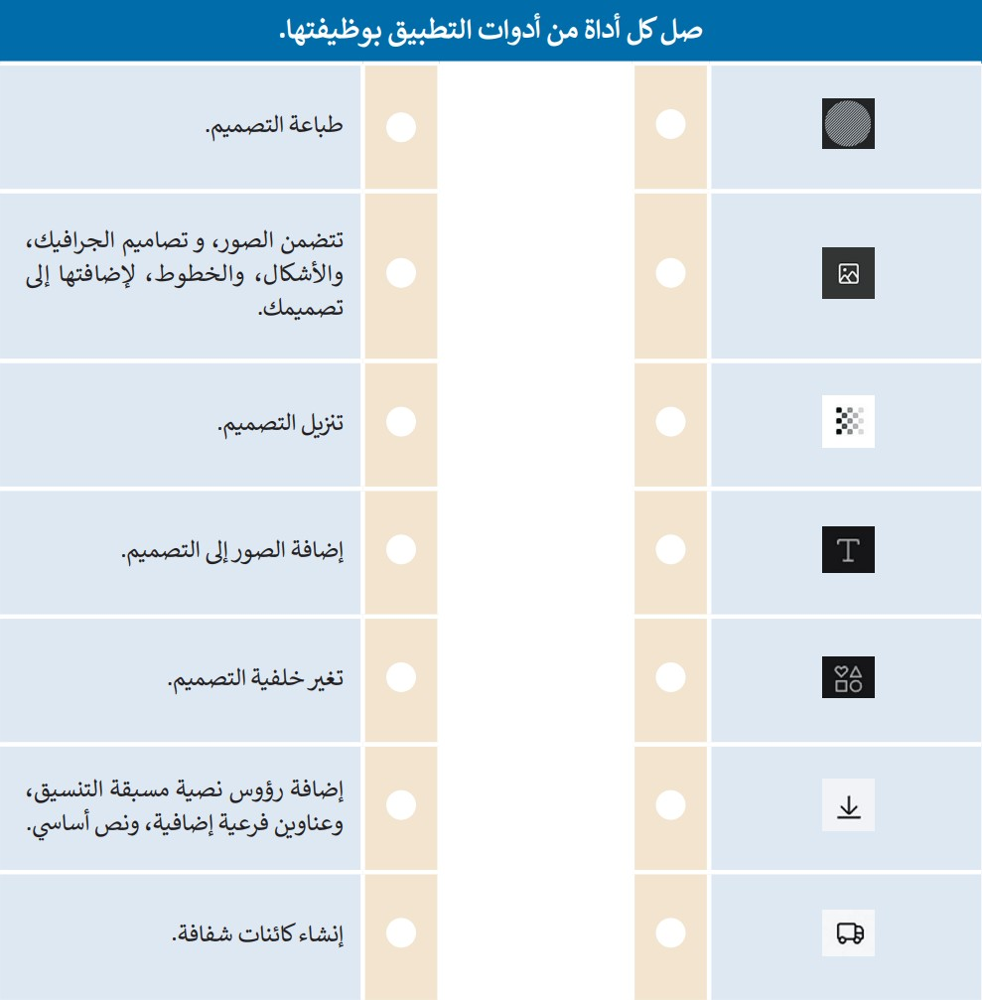 صل كل أداة من أدوات التطبيق بوظيفتها.
طباعة التصميم.
تتضمن الصور، و تصاميم الجرافيك،
والأشكال، والخطوط، لإضافتها إلى
تصميمك.
تنزيل التصميم.
إضافة الصور إلى التصميم.
تغير خلفية التصميم.
إضافة رؤوس نصية مسبقة التنسيق،
وعناوين فرعية إضافية، ونص أساسي.
إنشاء كائنات شفافة.